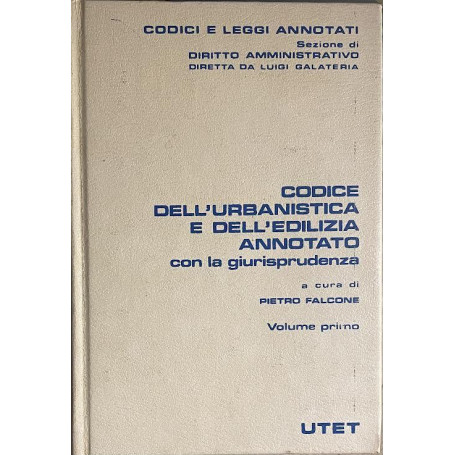 CODICI E LEGGI ANNOTATI
Sezione di
DIRITTO AMMINISTRATIVO
DIRETTA DA LUIGI GALATERIA
CODICE
DELL'URBANISTICA
E DELL'EDILIZIA
ANNOTATO
con la giurisprudenza
a cura di
PIETRO FALCONE
Volume primo
UTET